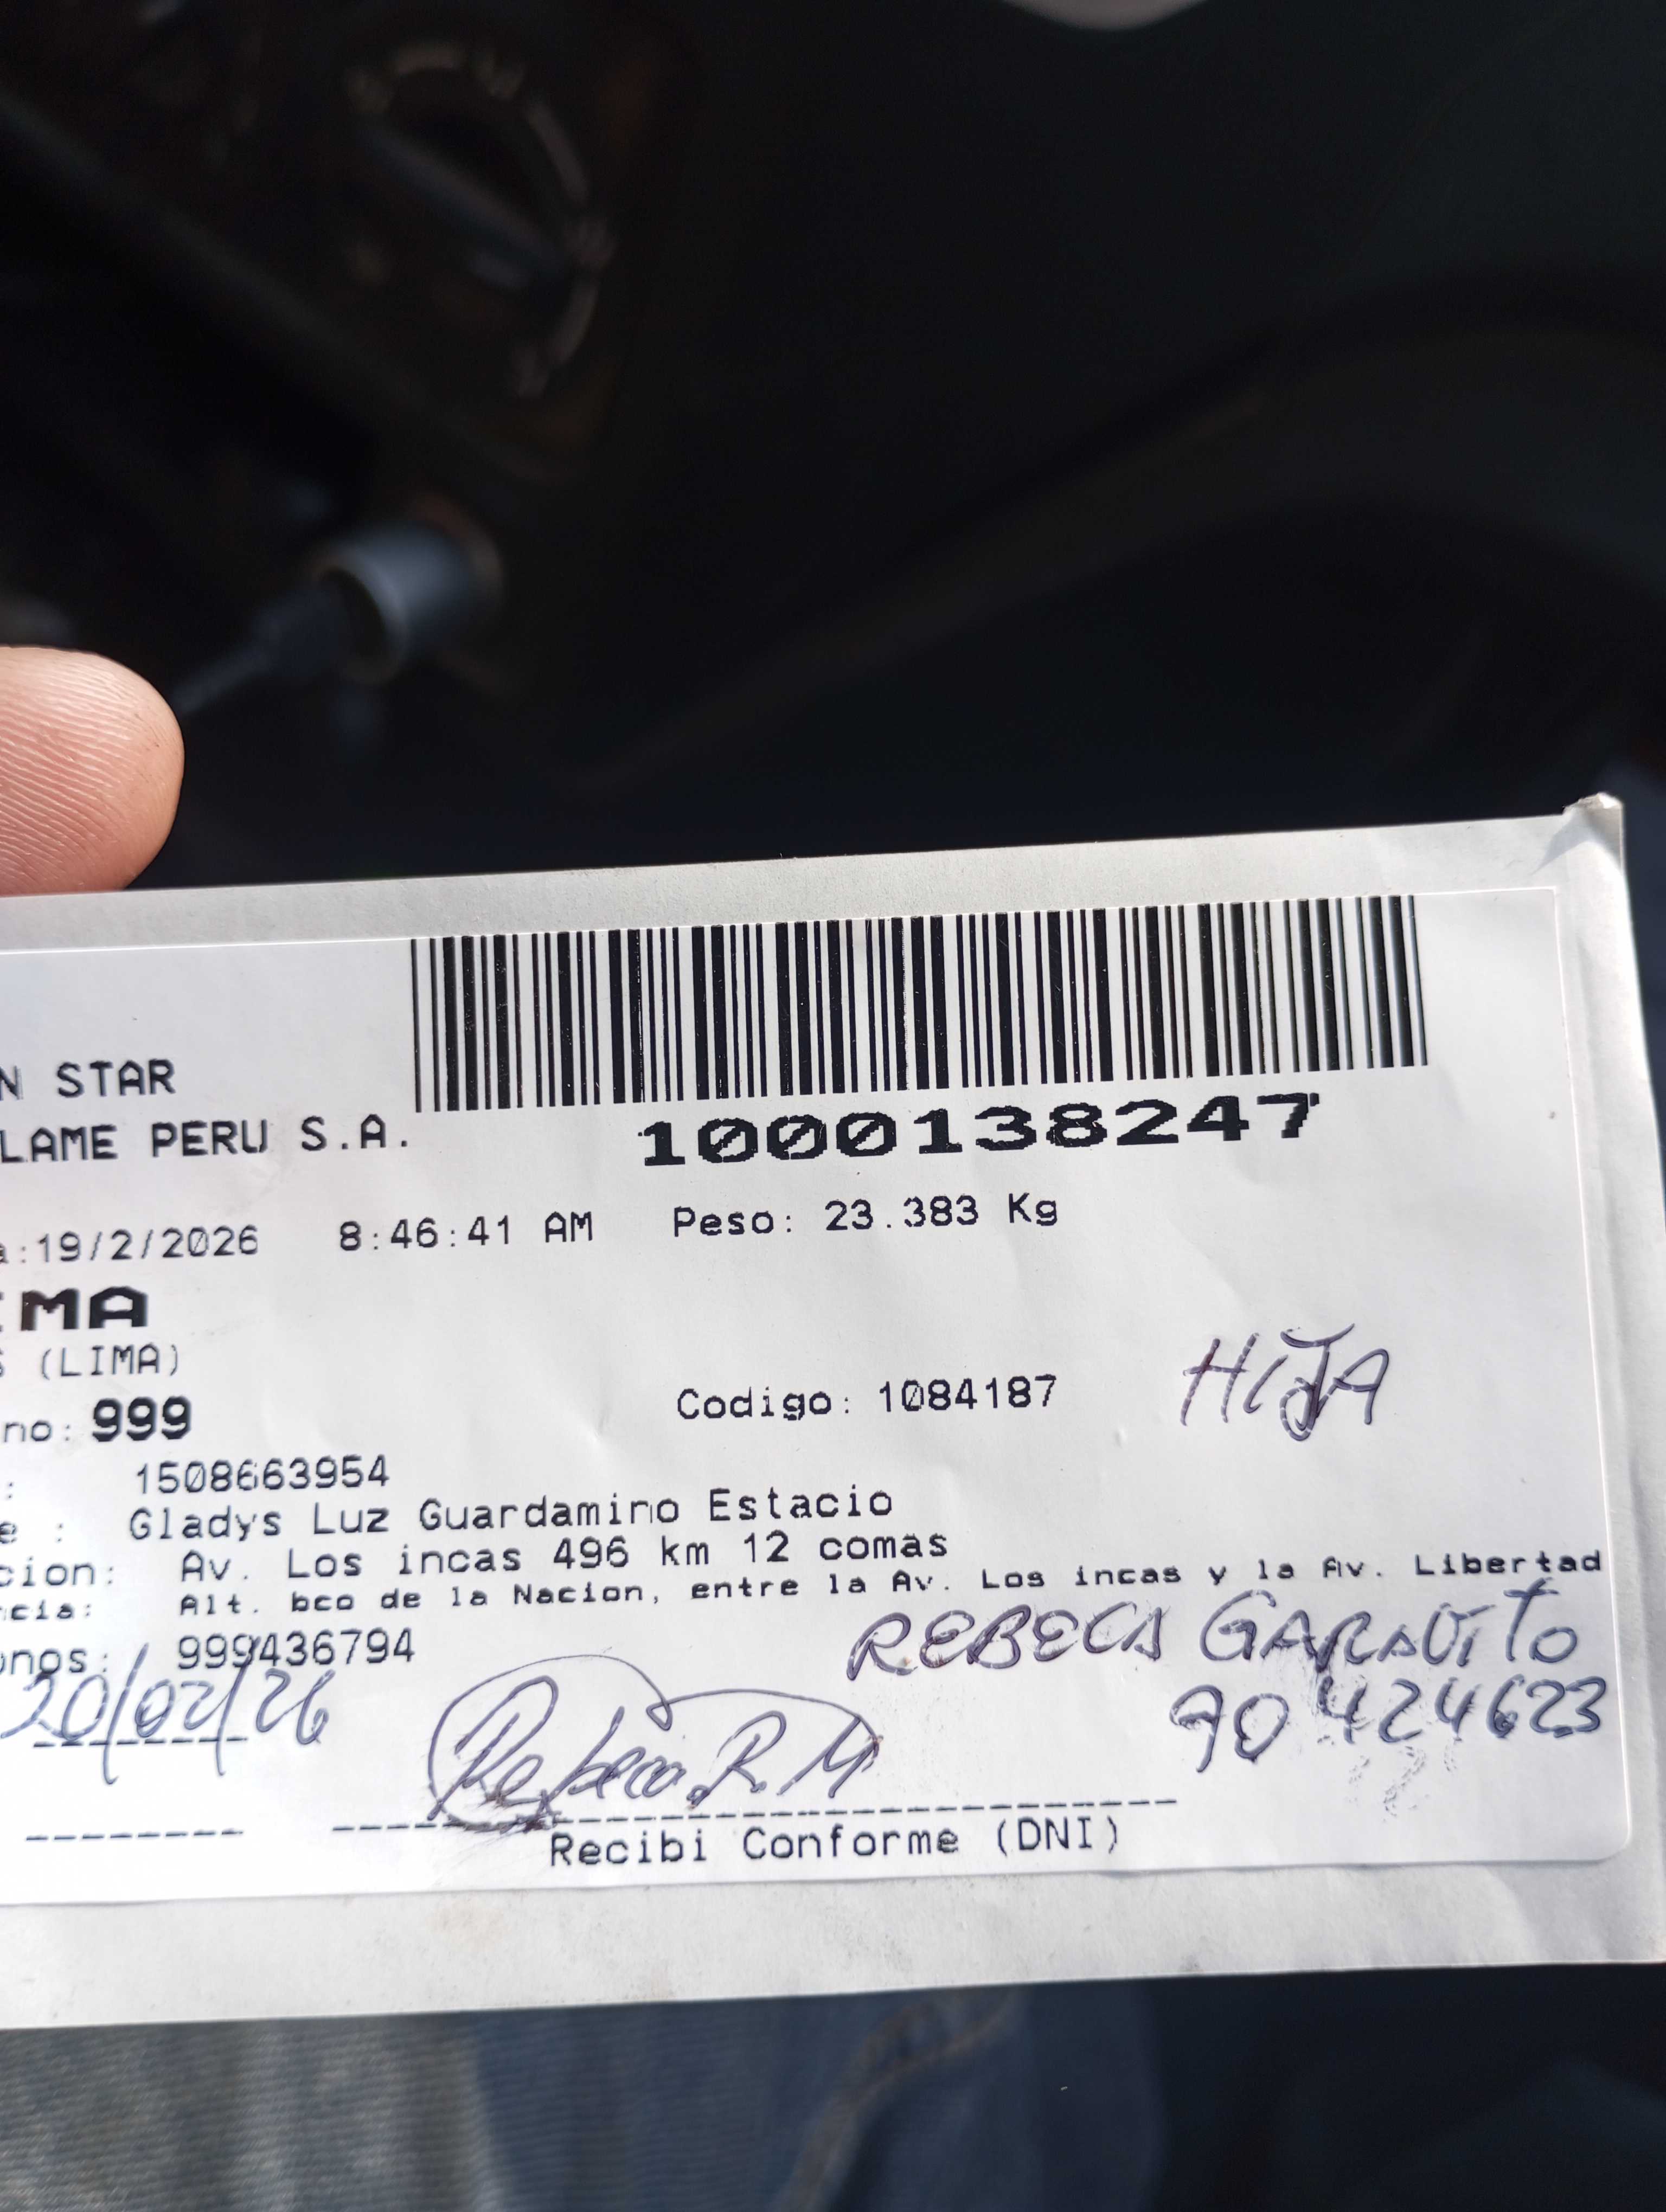 N STAR
LAME PERU S.A.
1000138247
a:19/2/2026 8:46:41 AM Peso: 23.383 Kg
IMA
S (LIMA)
Codigo: 1084187 HIJA
no: 999
: 1508663954
e : Gladys Luz Guardamino Estacio
cion: Av. Los incas 496 km 12 comas
ncia: Alt. bco de la Nacion, entre la Av. Los incas y la Av. Libertad
onos: 999436794
REBECA GARAVITO
20/02/26
90424623
Rebeca R.M
Recibi Conforme (DNI)